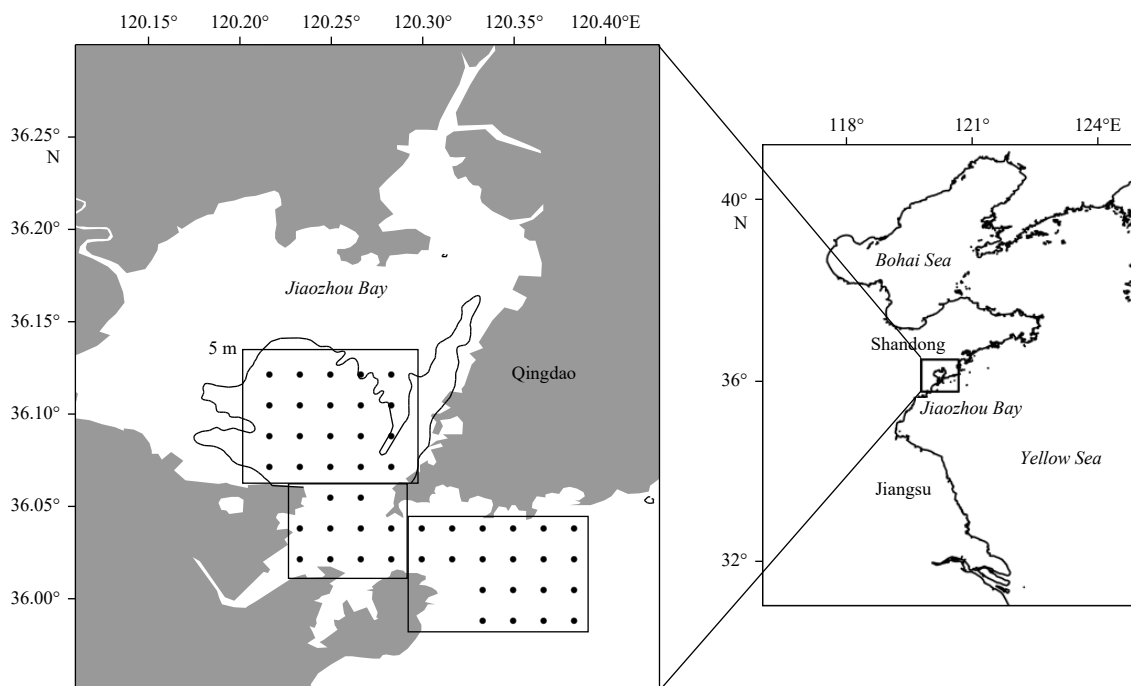 120.15° 120.20° 120.25° 120.30° 120.35° 120.40°E
36.25°
N
36.20°
36.15°
36.10°
36.05°
36.00°
Jiaozhou Bay
5 m
Qingdao
118° 121° 124°E
40°
N
36°
32°
Bohai Sea
Shandong
Jiaozhou Bay
Yellow Sea
Jiangsu